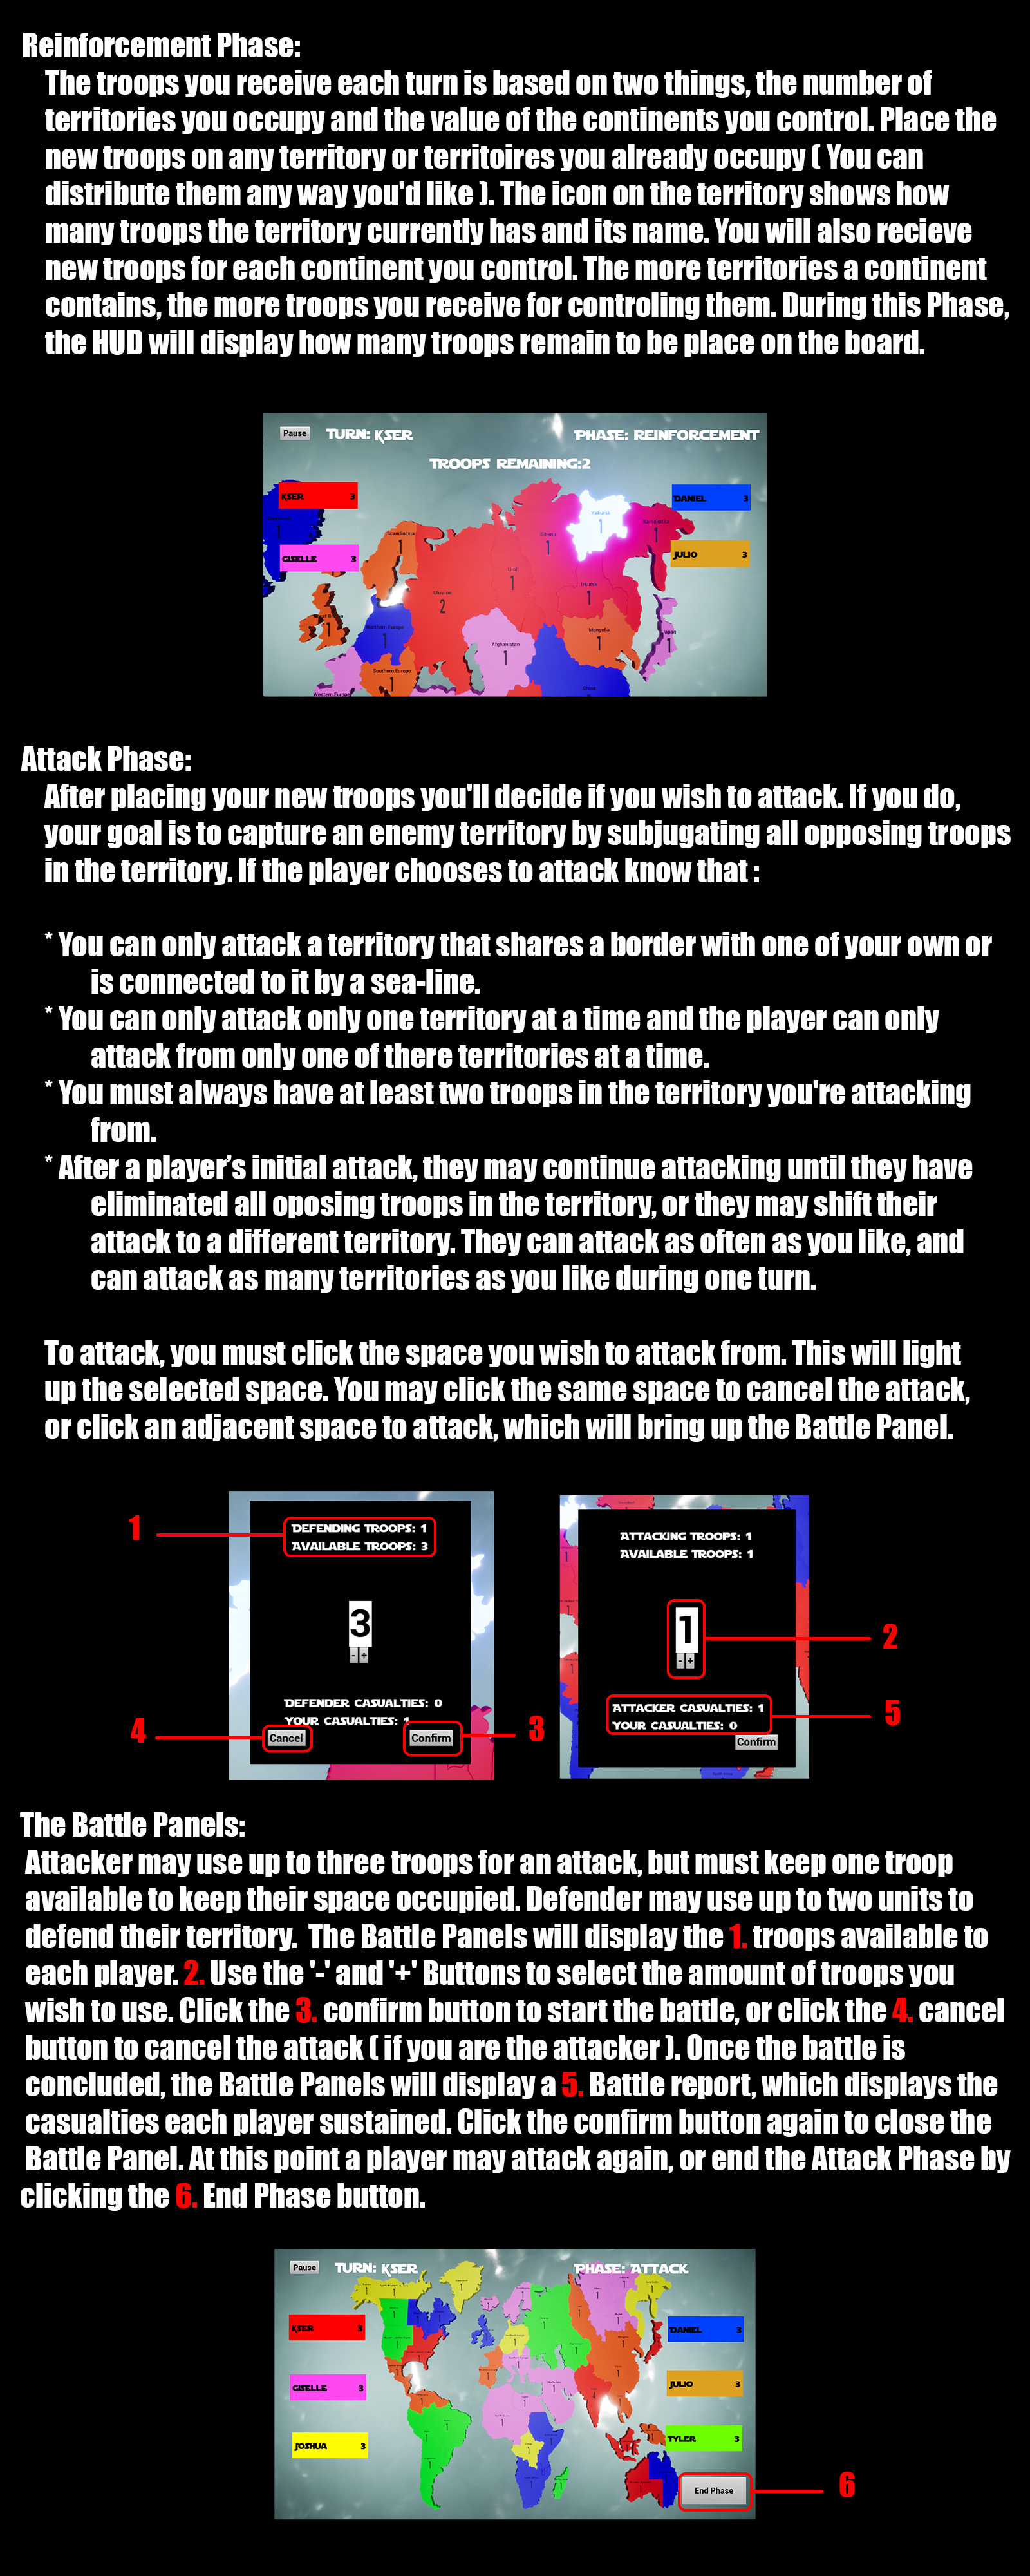 Reinforcement Phase:
The troops you receive each turn is based on two things, the number of
territories you occupy and the value of the continents you control. Place the
new troops on any territory or territoires you already occupy ( You can
distribute them any way you'd like ). The icon on the territory shows how
many troops the territory currently has and its name. You will also recieve
new troops for each continent you control. The more territories a continent
contains, the more troops you receive for controling them. During this Phase,
the HUD will display how many troops remain to be place on the board.
Pause TURN: KSER PHASE: REINFORCEMENT
TROOPS REMAINING:2
KSER 3
DANIEL 3
GISELLE 3
JULIO 3
1
Scandinavia
1
Siberia
1
Yakutsk
1
Kamchatka
1
Ural
1
Ukraine
2
Irkutsk
1
1
Western Europe
1
Mongolia
1
Japan
1
Afghanistan
1
Southern Europe
1
Western Europe
China
Attack Phase:
After placing your new troops you'll decide if you wish to attack. If you do,
your goal is to capture an enemy territory by subjugating all opposing troops
in the territory. If the player chooses to attack know that :
* You can only attack a territory that shares a border with one of your own or
is connected to it by a sea-line.
* You can only attack only one territory at a time and the player can only
attack from only one of there territories at a time.
* You must always have at least two troops in the territory you're attacking
from.
* After a player’s initial attack, they may continue attacking until they have
eliminated all oposing troops in the territory, or they may shift their
attack to a different territory. They can attack as often as you like, and
can attack as many territories as you like during one turn.
To attack, you must click the space you wish to attack from. This will light
up the selected space. You may click the same space to cancel the attack,
or click an adjacent space to attack, which will bring up the Battle Panel.
1
DEFENDING TROOPS: 1
AVAILABLE TROOPS: 3
3
- +
DEFENDER CASUALTIES: 0
YOUR CASUALTIES: 1
4
Cancel
Confirm
3
ATTACKING TROOPS: 1
AVAILABLE TROOPS: 1
1
- +
2
ATTACKER CASUALTIES: 1
YOUR CASUALTIES: 0
5
Confirm
The Battle Panels:
Attacker may use up to three troops for an attack, but must keep one troop
available to keep their space occupied. Defender may use up to two units to
defend their territory. The Battle Panels will display the 1. troops available to
each player. 2. Use the '-' and '+' Buttons to select the amount of troops you
wish to use. Click the 3. confirm button to start the battle, or click the 4. cancel
button to cancel the attack ( if you are the attacker ). Once the battle is
concluded, the Battle Panels will display a 5. Battle report, which displays the
casualties each player sustained. Click the confirm button again to close the
Battle Panel. At this point a player may attack again, or end the Attack Phase by
clicking the 6. End Phase button.
Pause TURN: KSER PHASE: ATTACK
KSER 3
DANIEL 3
GISELLE 3
JULIO 3
JOSHUA 3
TYLER 3
End Phase
6